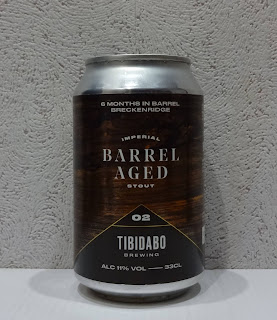 6 MONTHS IN BARREL
BRECKENRIDGE
IMPERIAL
BARREL
AGED
STOUT
02
TIBIDABO
BREWING
ALC 11% VOL — 33CL